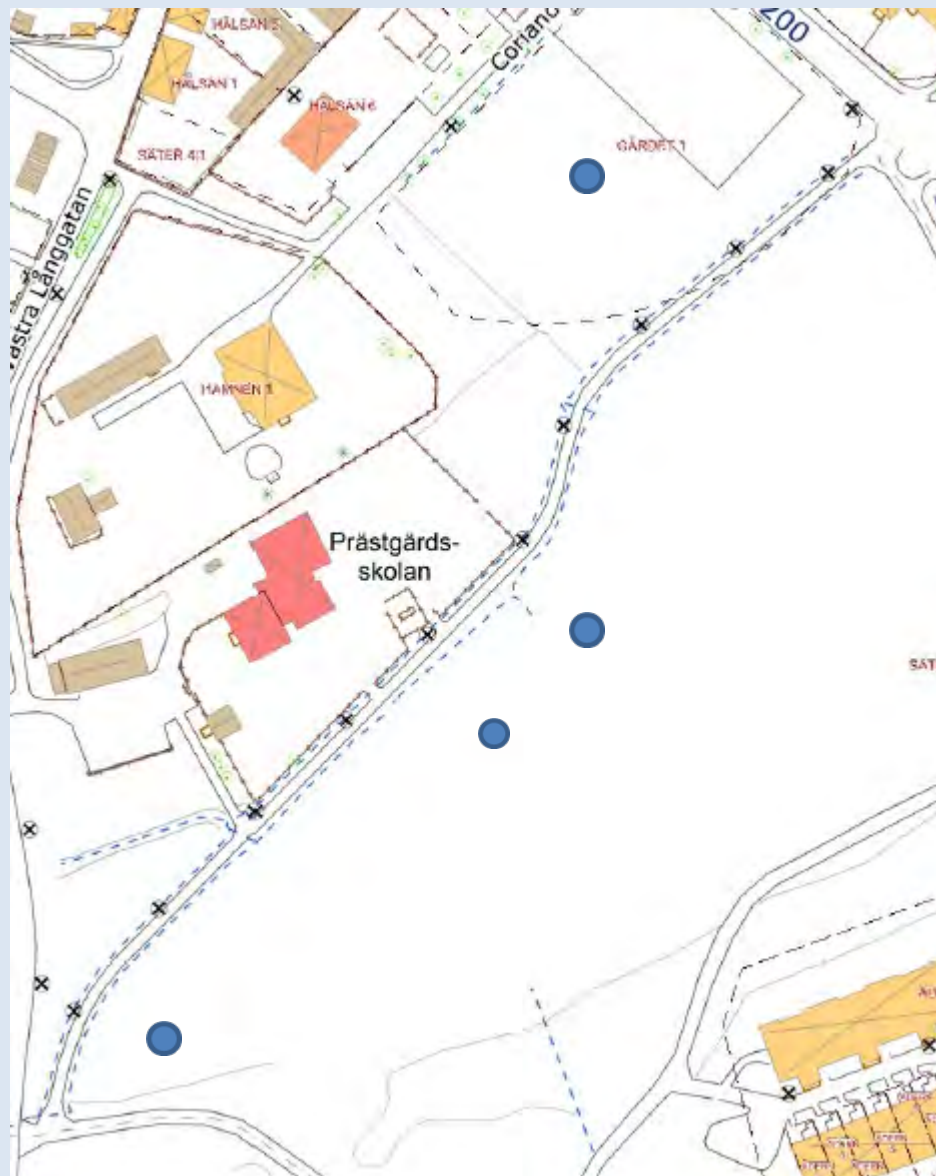 HÄLSAN 5
200
Coriand
HÄLSAN 1
HÄLSAN 6
GÄRDET 1
SÄTER 4:1
Västra Långgatan
HAMNEN 1
Prästgårds-
skolan
SÄT